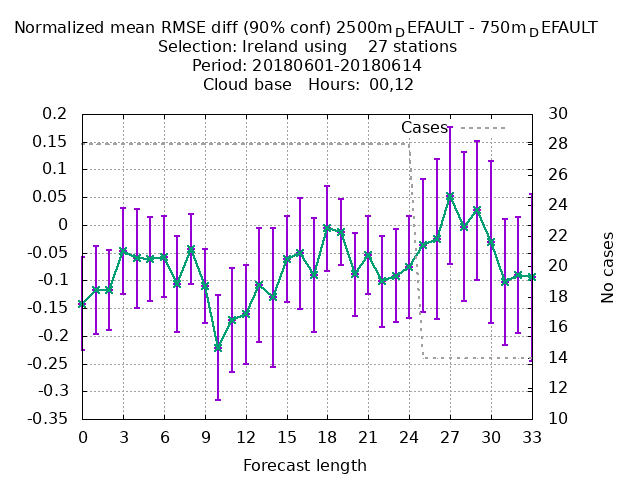 Normalized mean RMSE diff (90% conf) 2500m_DEFAULT - 750m_DEFAULT
Selection: Ireland using    27 stations
Period: 20180601-20180614
Cloud base   Hours:  00,12
Cases
0.2
0.15
0.1
0.05
0
-0.05
-0.1
-0.15
-0.2
-0.25
-0.3
-0.35
30
28
26
24
22
20
18
16
14
12
10
No cases
0 3 6 9 12 15 18 21 24 27 30 33
Forecast length